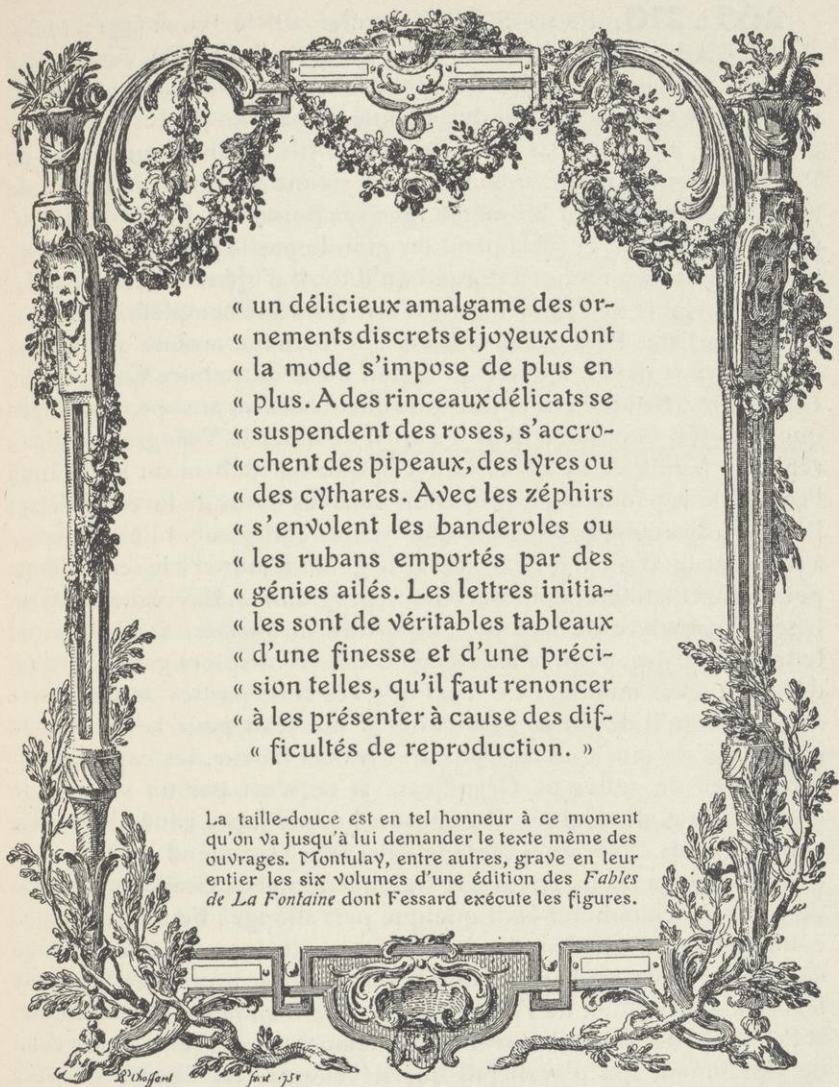 « un délicieux amalgame des or-
« nements discrets et joyeux dont
« la mode s'impose de plus en
« plus. A des rinceaux délicats se
« suspendent des roses, s'accro-
« chent des pipeaux, des lyres ou
« des cythares. Avec les zéphirs
« s'envolent les banderoles ou
« les rubans emportés par des
« génies ailés. Les lettres initia-
« les sont de véritables tableaux
« d'une finesse et d'une préci-
« sion telles, qu'il faut renoncer
« à les présenter à cause des dif-
« ficultés de reproduction. »
La taille-douce est en tel honneur à ce moment
qu'on va jusqu'à lui demander le texte même des
ouvrages. Montulay, entre autres, grave en leur
entier les six volumes d'une édition des Fables
de La Fontaine dont Fessard exécute les figures.